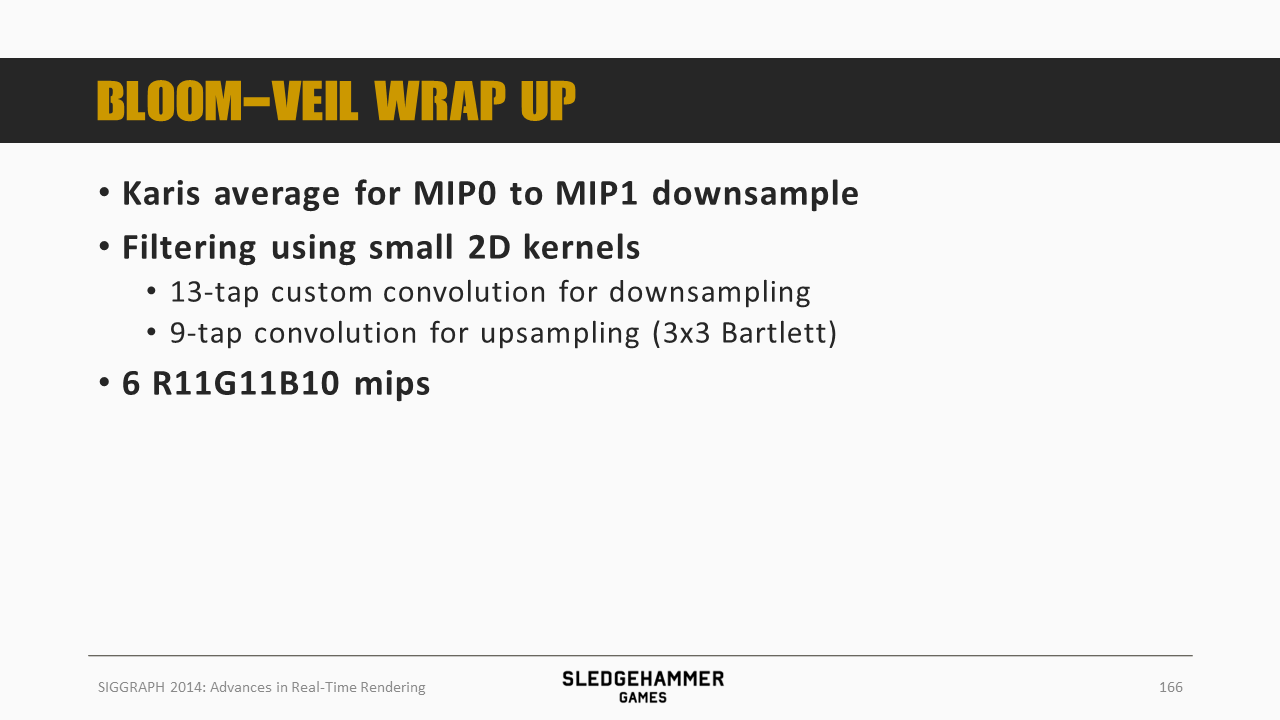 BLOOM–VEIL WRAP UP
• Karis average for MIP0 to MIP1 downsample
• Filtering using small 2D kernels
• 13-tap custom convolution for downsampling
• 9-tap convolution for upsampling (3x3 Bartlett)
• 6 R11G11B10 mips
SIGGRAPH 2014: Advances in Real-Time Rendering
SLEDGEHAMMER
GAMES
166